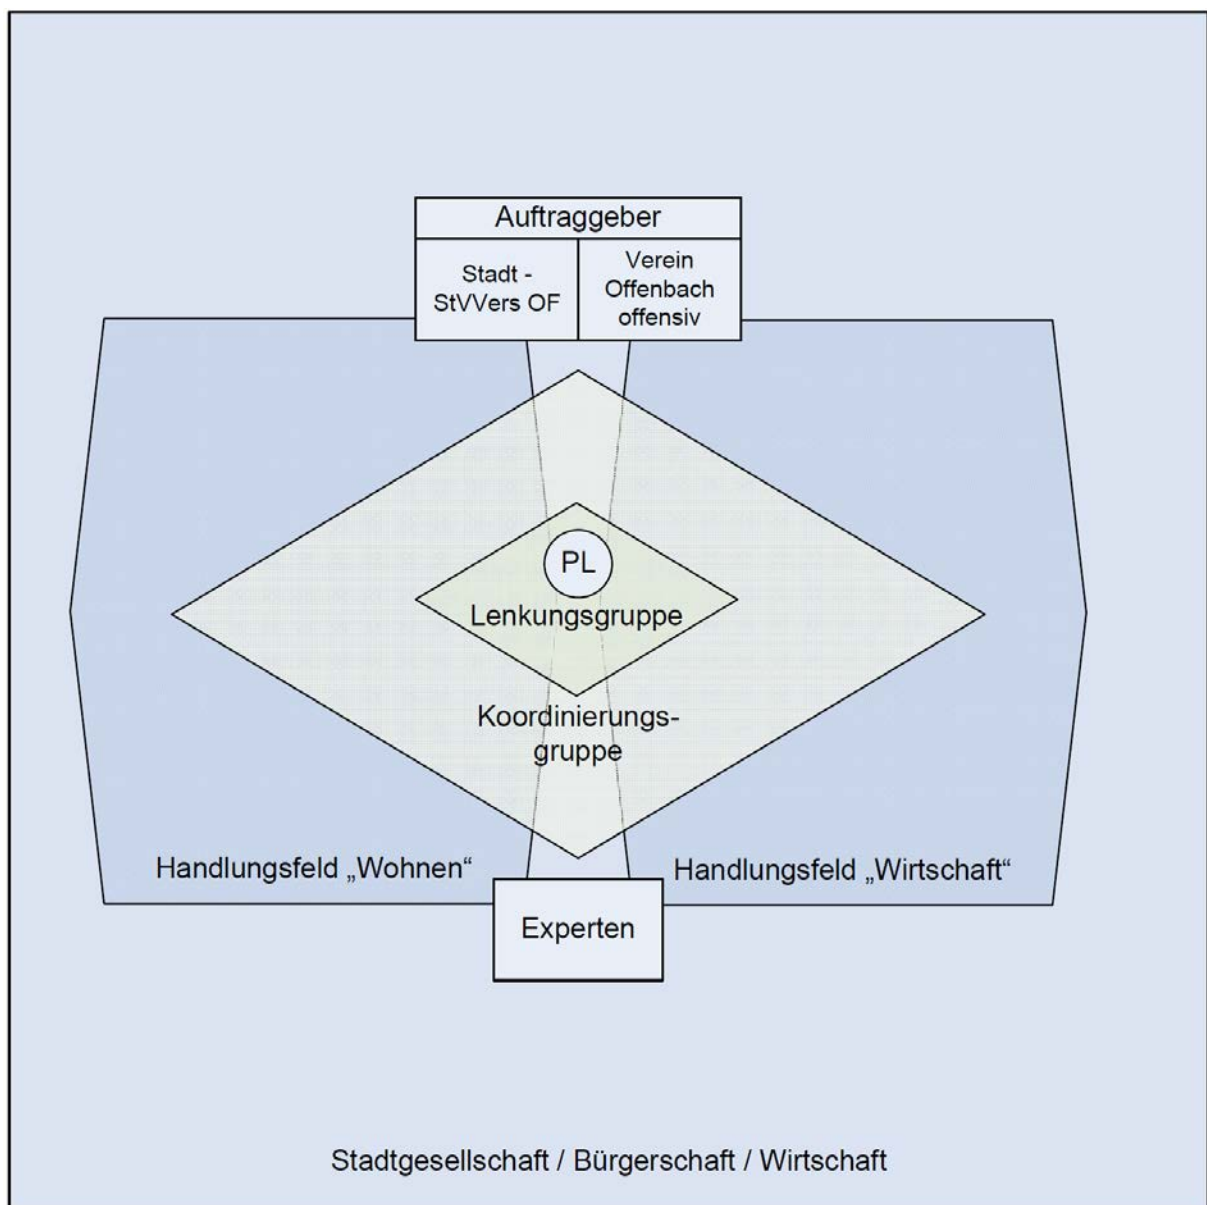 Auftraggeber
Stadt -
StVVers OF
Verein
Offenbach
offensiv
PL
Lenkungsgruppe
Koordinierungs-
gruppe
Handlungsfeld „Wohnen“
Handlungsfeld „Wirtschaft“
Experten
Stadtgesellschaft / Bürgerschaft / Wirtschaft